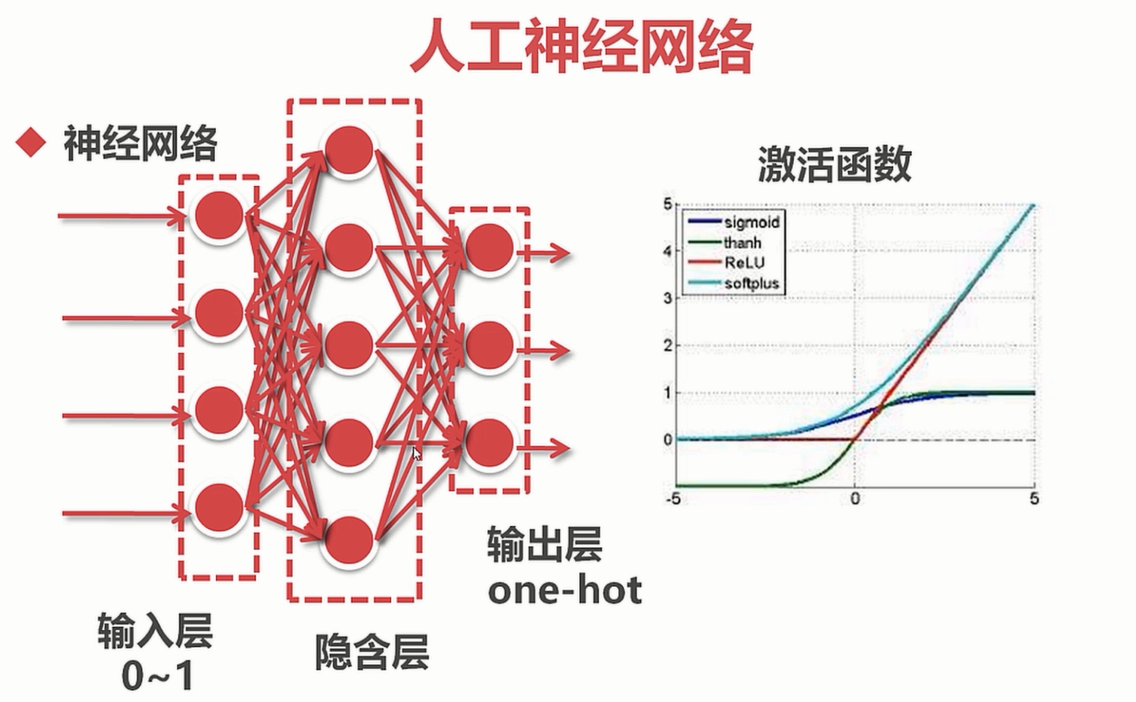 人工神经网络
神经网络
激活函数
sigmoid
thanh
ReLU
softplus
5
4
3
2
1
0
-5
0
5
输出层
one-hot
输入层
0~1
隐含层